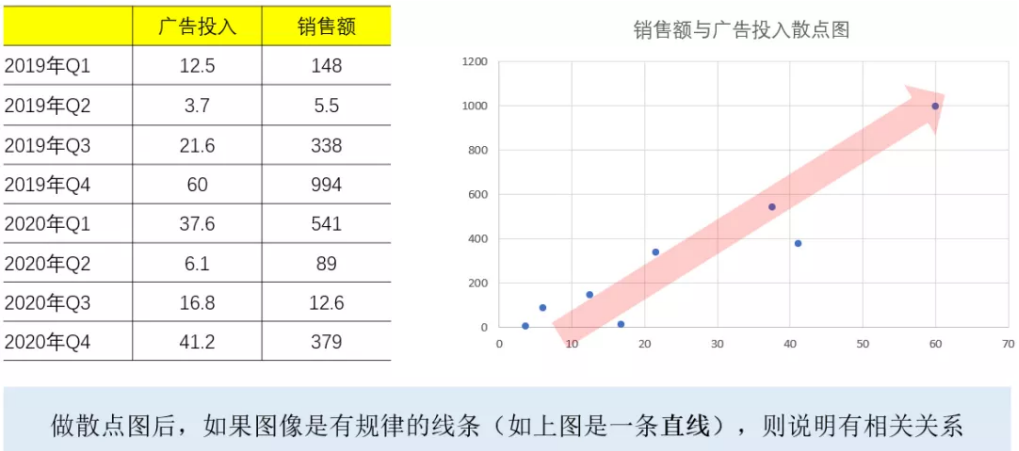 广告投入 销售额
2019年Q1 12.5 148
2019年Q2 3.7 5.5
2019年Q3 21.6 338
2019年Q4 60 994
2020年Q1 37.6 541
2020年Q2 6.1 89
2020年Q3 16.8 12.6
2020年Q4 41.2 379
销售额与广告投入散点图
1200
1000
800
600
400
200
0
0 10 20 30 40 50 60 70
做散点图后，如果图像是有规律的线条（如上图是一条直线），则说明有相关关系